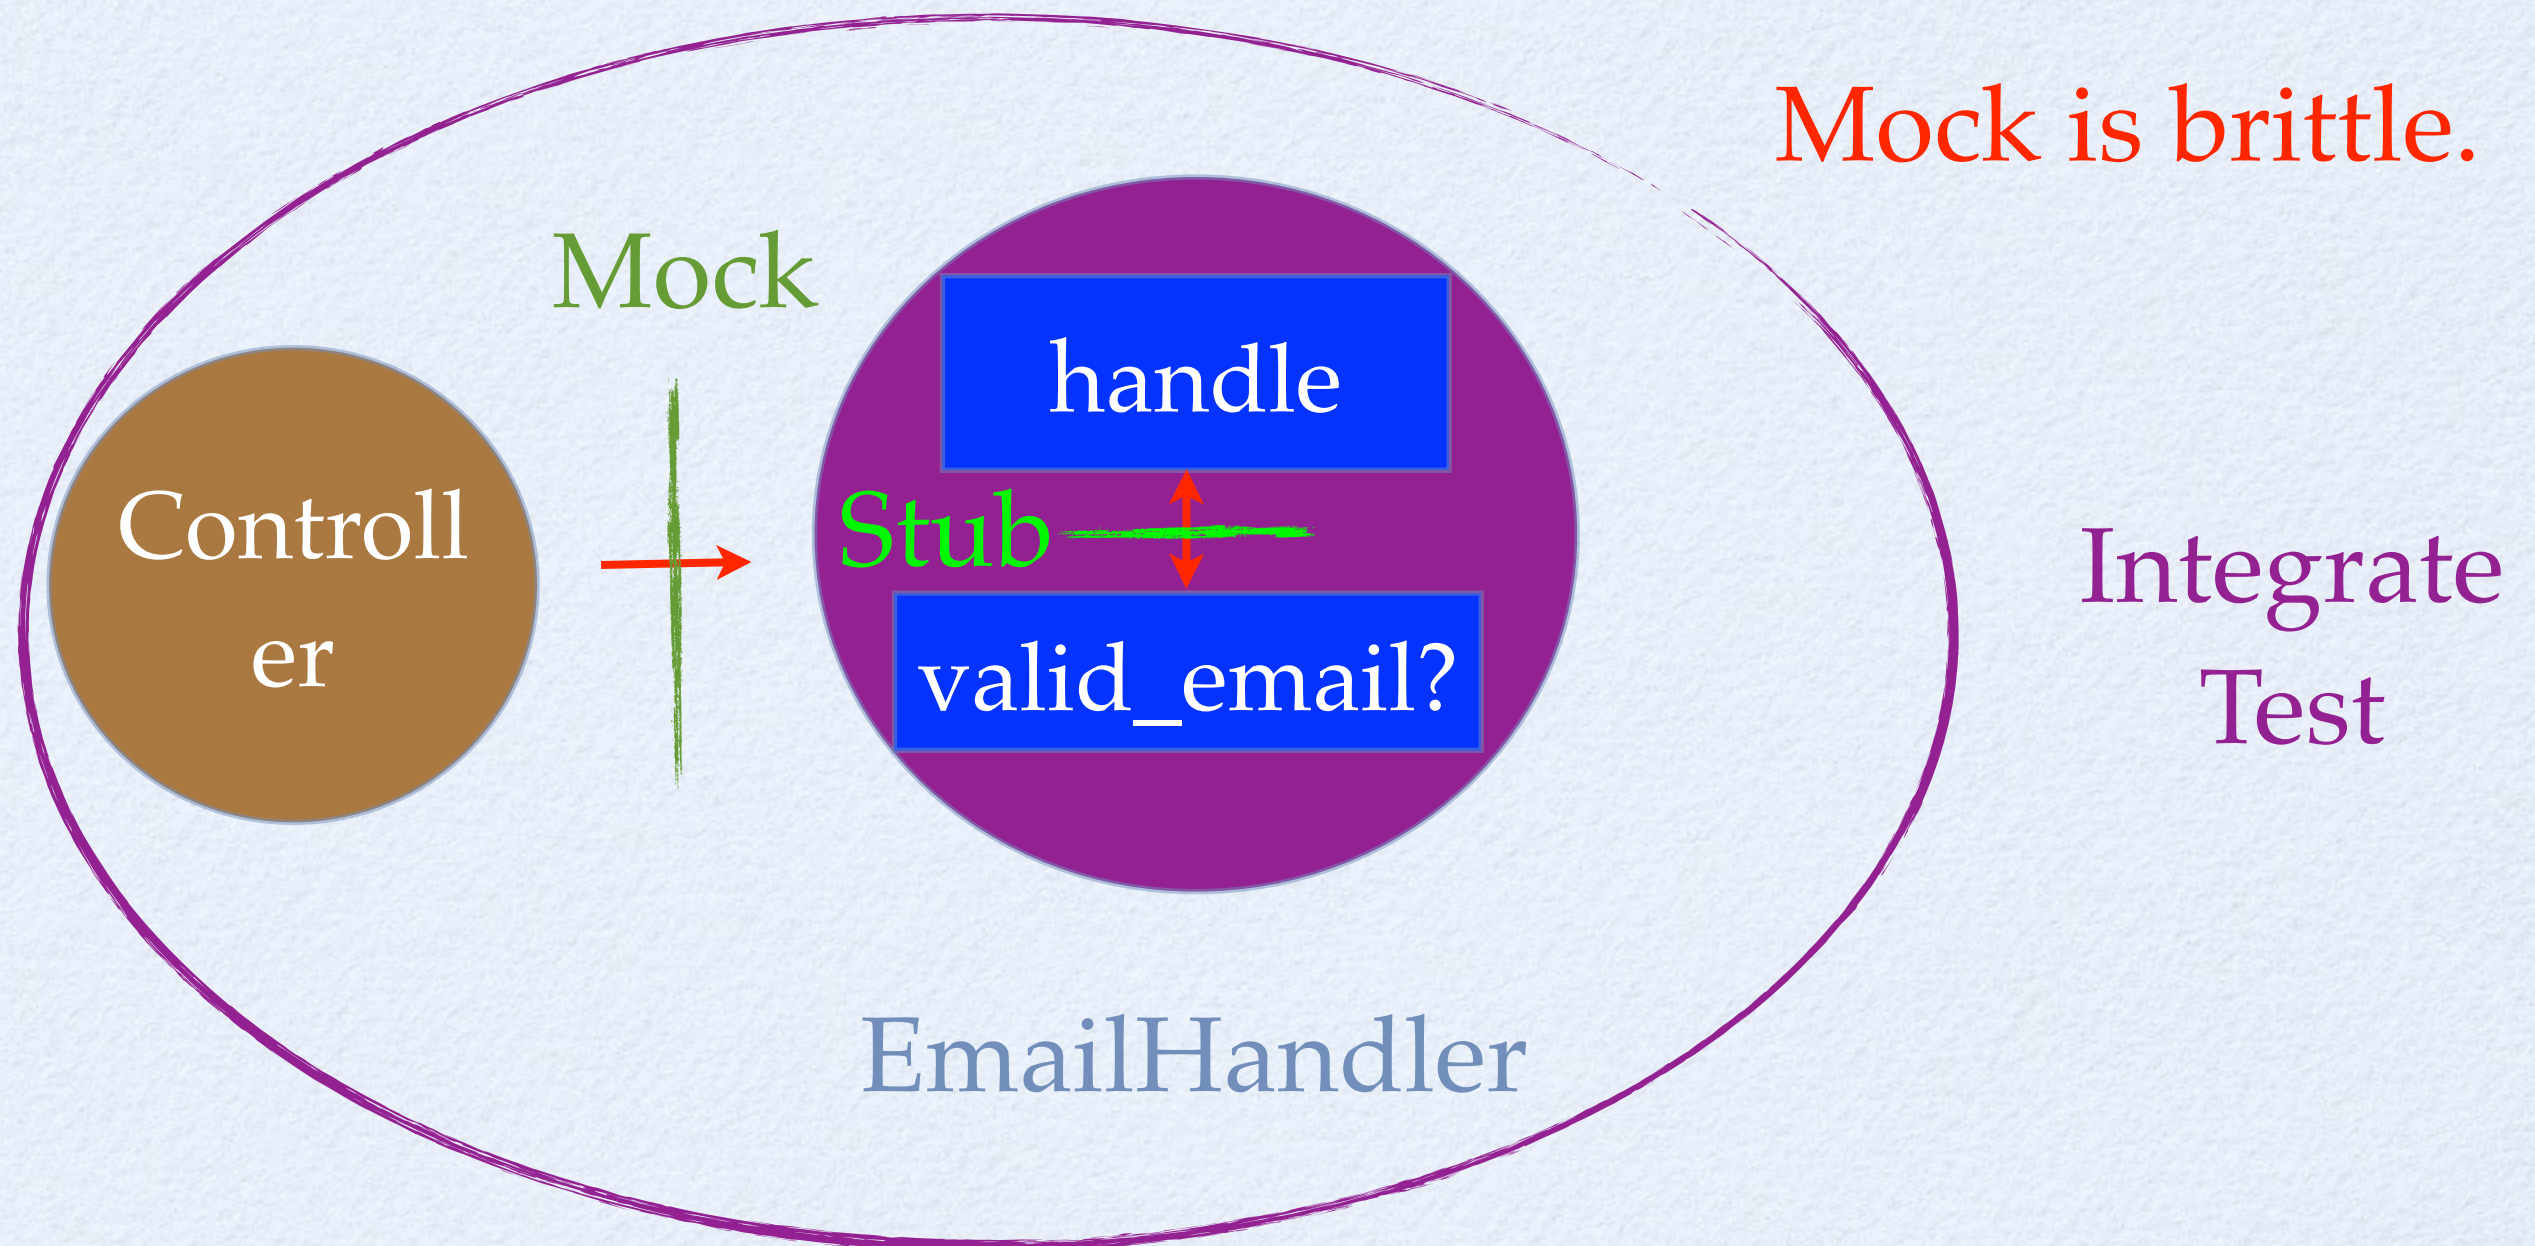 Mock is brittle.
Mock
handle
Controll
er
Stub
valid_email?
Integrate
Test
EmailHandler